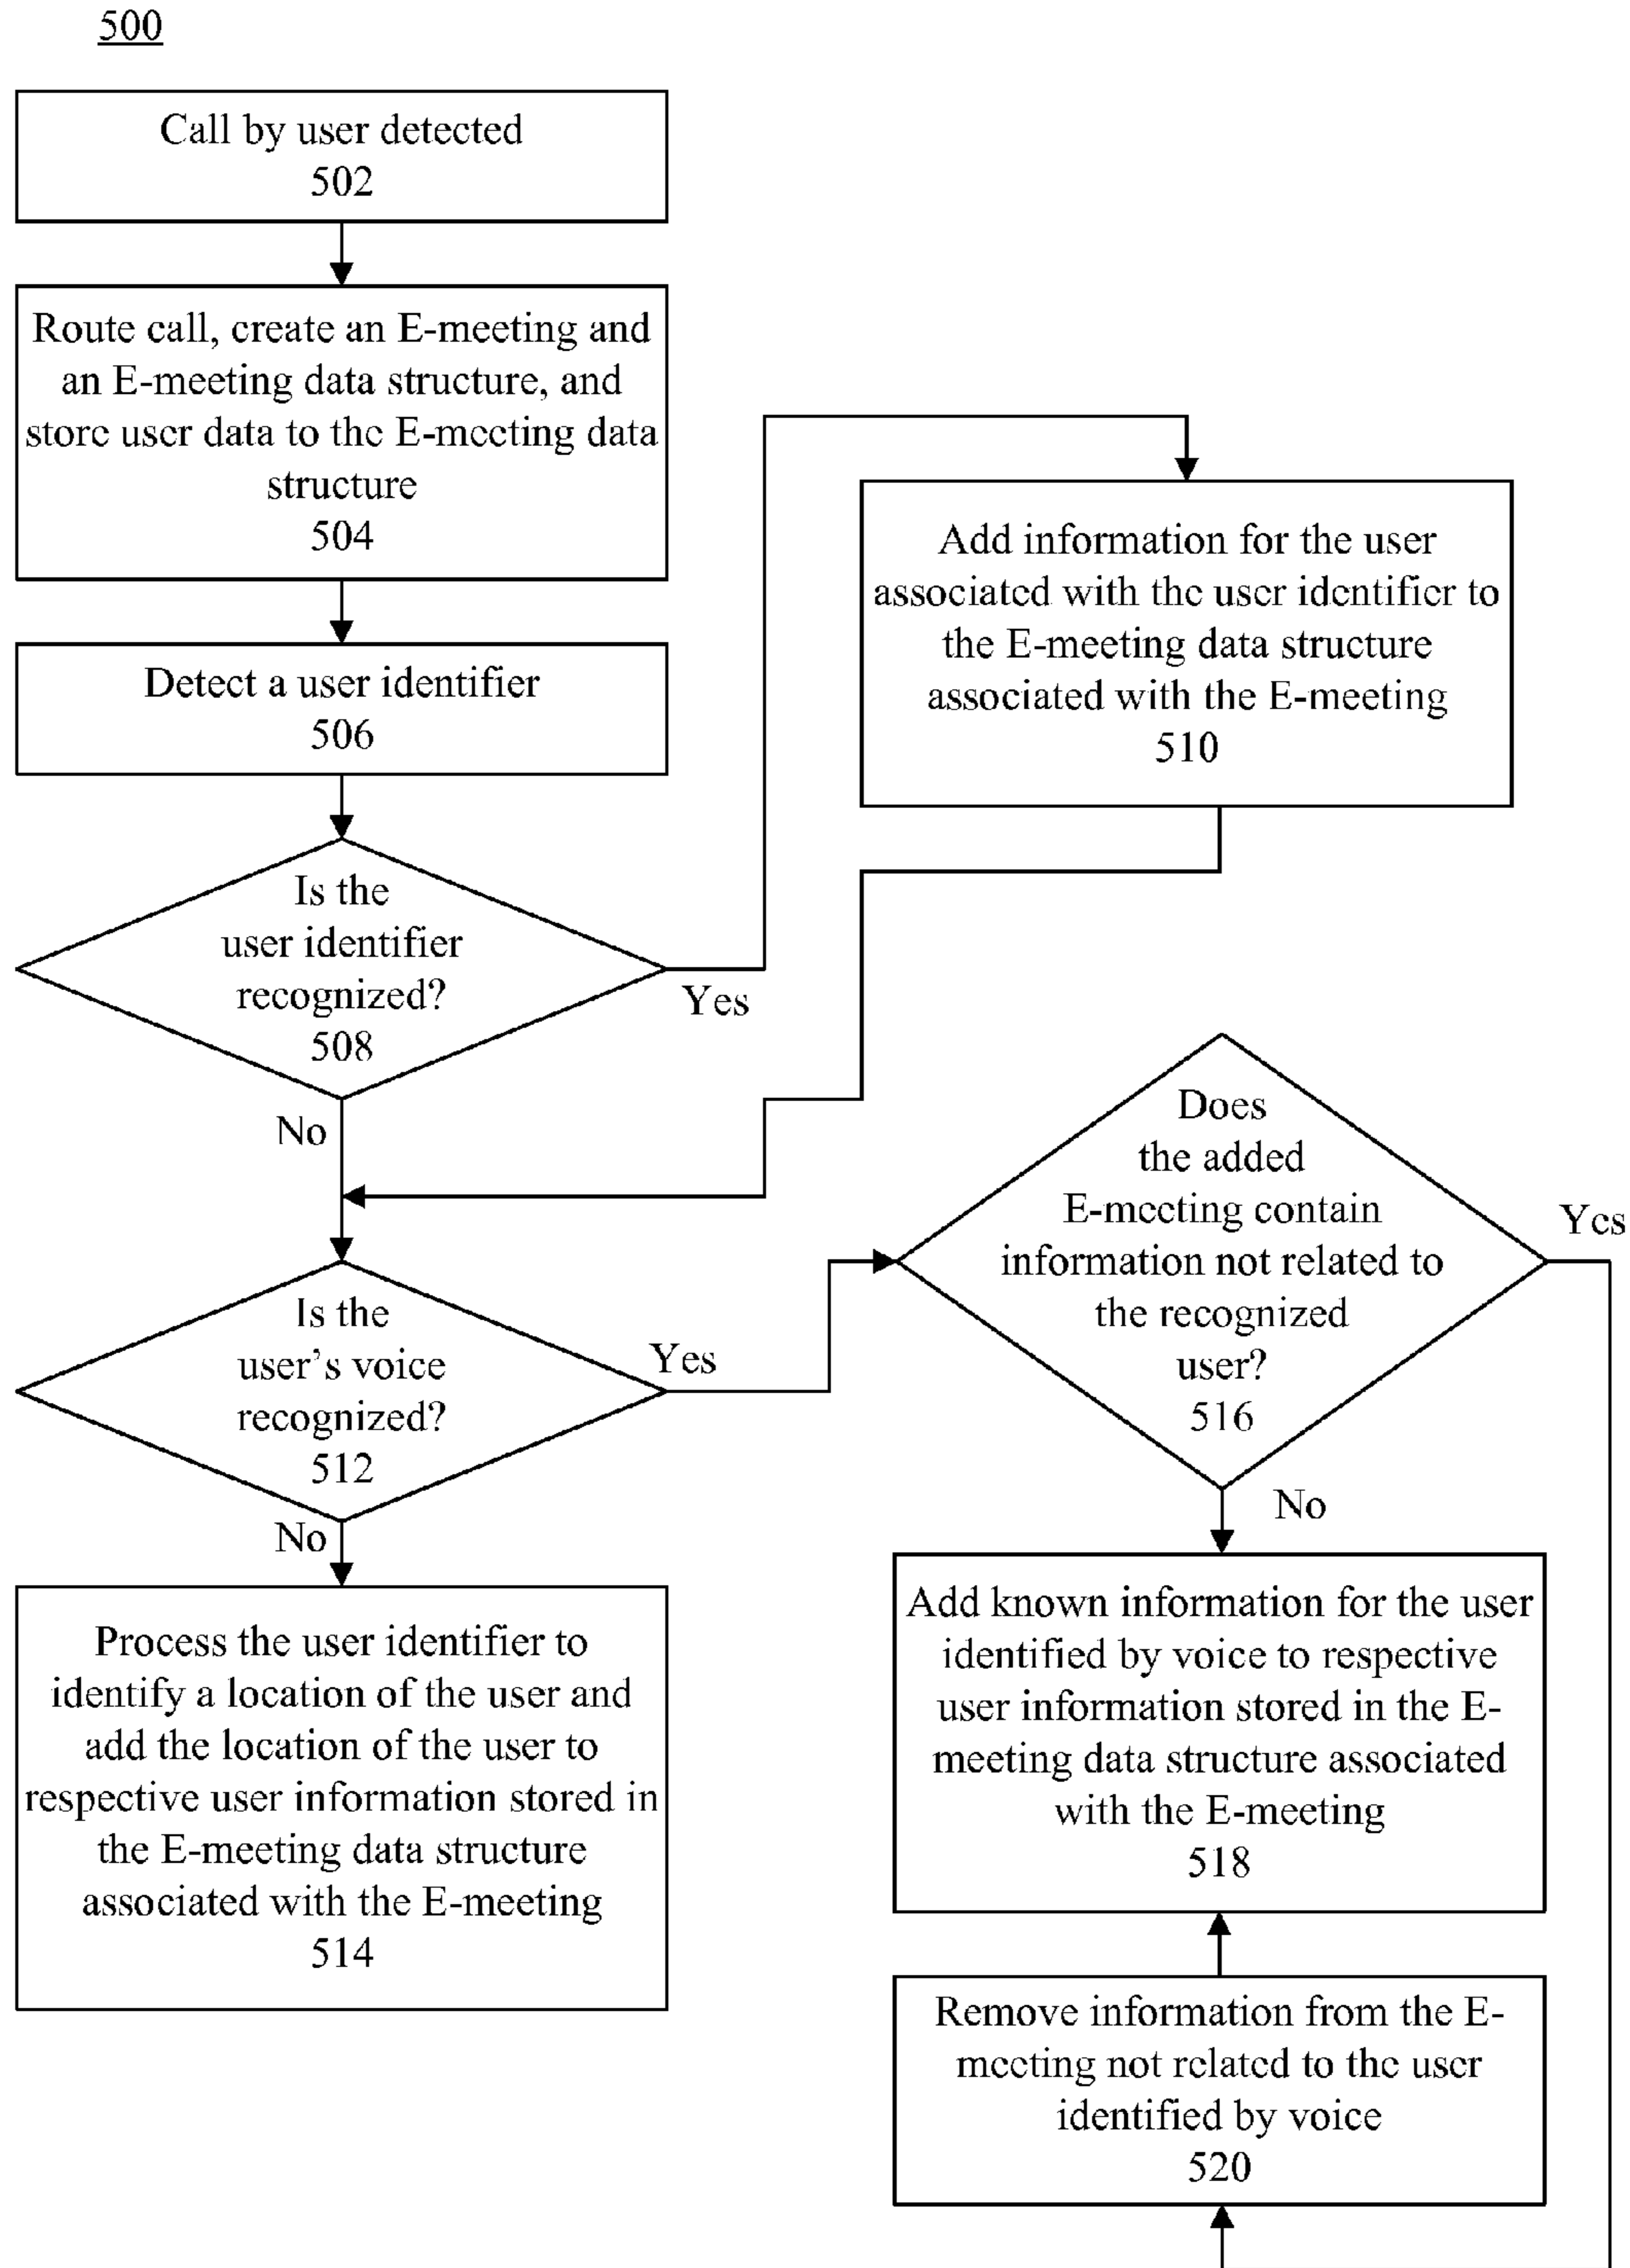 500
Call by user detected
502
Route call, create an E-meeting and
an E-meeting data structure, and
store user data to the E-meeting data
structure
504
Detect a user identifier
506
Is the
user identifier
recognized?
508
Yes
No
Add information for the user
associated with the user identifier to
the E-meeting data structure
associated with the E-meeting
510
Is the
user's voice
recognized?
512
Yes
No
Process the user identifier to
identify a location of the user and
add the location of the user to
respective user information stored in
the E-meeting data structure
associated with the E-meeting
514
Does
the added
E-meeting contain
information not related to
the recognized
user?
516
Yes
No
Add known information for the user
identified by voice to respective
user information stored in the E-
meeting data structure associated
with the E-meeting
518
Remove information from the E-
meeting not related to the user
identified by voice
520